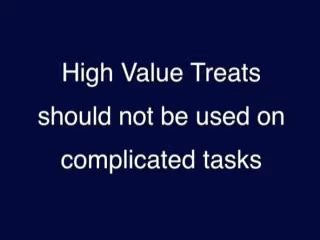 High Value Treats
should not be used on
complicated tasks